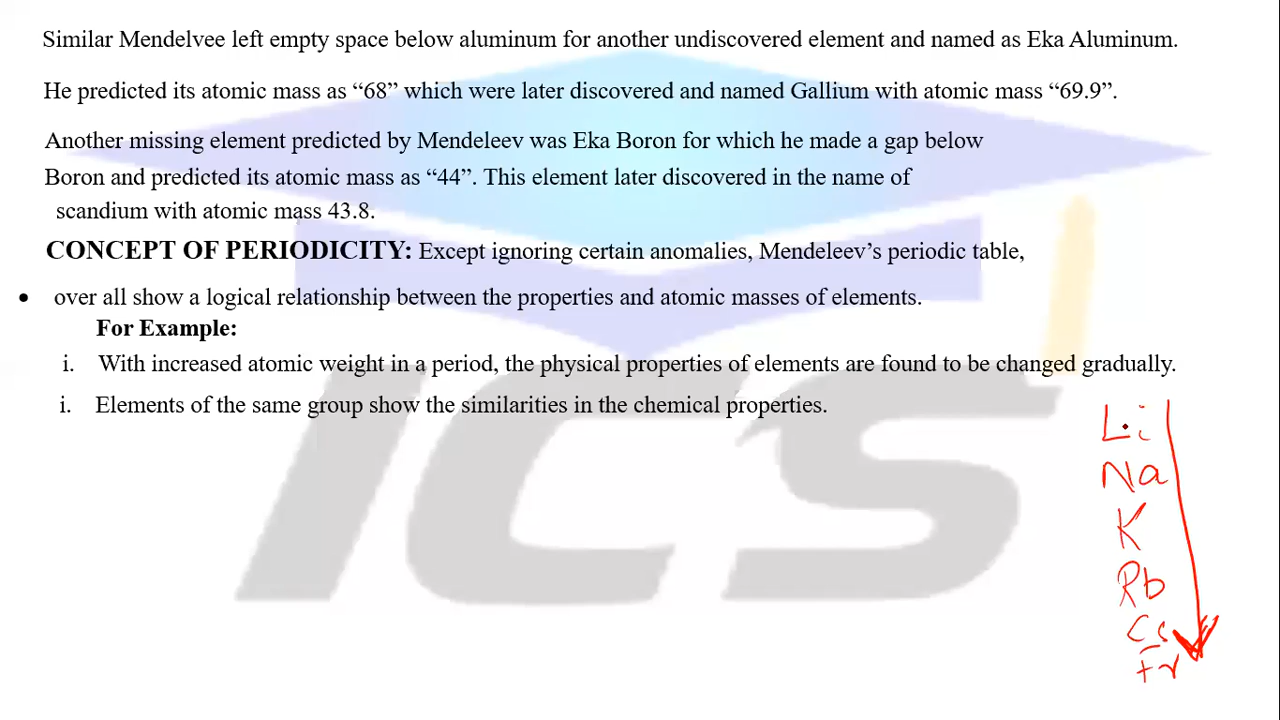 Similar Mendelvee left empty space below aluminum for another undiscovered element and named as Eka Aluminum.
He predicted its atomic mass as “68” which were later discovered and named Gallium with atomic mass “69.9”.
Another missing element predicted by Mendeleev was Eka Boron for which he made a gap below
Boron and predicted its atomic mass as “44”. This element later discovered in the name of
scandium with atomic mass 43.8.
CONCEPT OF PERIODICITY: Except ignoring certain anomalies, Mendeleev’s periodic table,
• over all show a logical relationship between the properties and atomic masses of elements.
For Example:
i. With increased atomic weight in a period, the physical properties of elements are found to be changed gradually.
i. Elements of the same group show the similarities in the chemical properties.
Li
Na
K
Rb
Cs
Fr
ICS